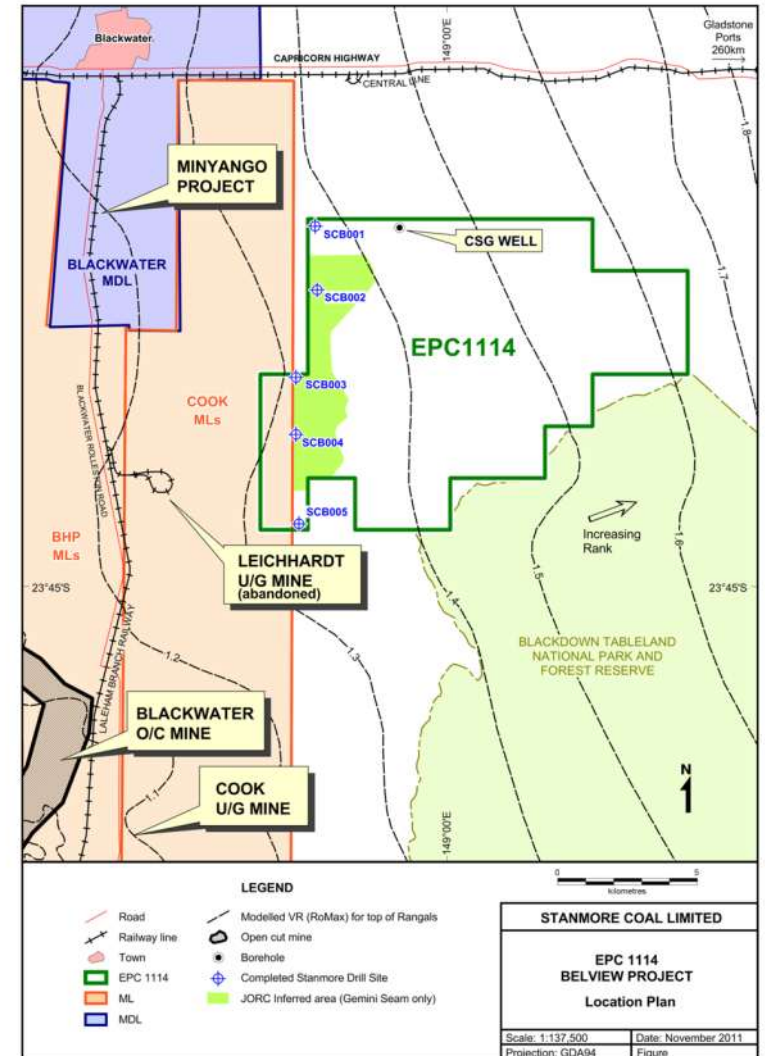 Blackwater
Gladstone
Ports
260km
149°00'E
CAPRICORN HIGHWAY
CENTRAL LINE
1.8
MINYANGO
PROJECT
SCB001
CSG WELL
BLACKWATER
MDL
1.7
SCB002
EPC1114
SCB003
COOK
MLs
BLACKWATER ROLLESTON ROAD
SCB004
SCB005
Increasing
Rank
BHP
MLs
1.6
LEICHHARDT
U/G MINE
(abandoned)
1.5
23°45'S
23°45'S
1.4
LALEHAM BRANCH RAILWAY
1.2
1.3
BLACKDOWN TABLELAND
NATIONAL PARK AND
FOREST RESERVE
BLACKWATER
O/C MINE
N
COOK
U/G MINE
1.1
149°00'E
LEGEND
Road
Railway line
Town
EPC 1114
ML
MDL
Modelled VR (RoMax) for top of Rangals
Open cut mine
Borehole
Completed Stanmore Drill Site
JORC Inferred area (Gemini Seam only)
0 5
kilometres
STANMORE COAL LIMITED
EPC 1114
BELVIEW PROJECT
Location Plan
Scale: 1:137,500 Date: November 2011
Projection: GDA94 Figure